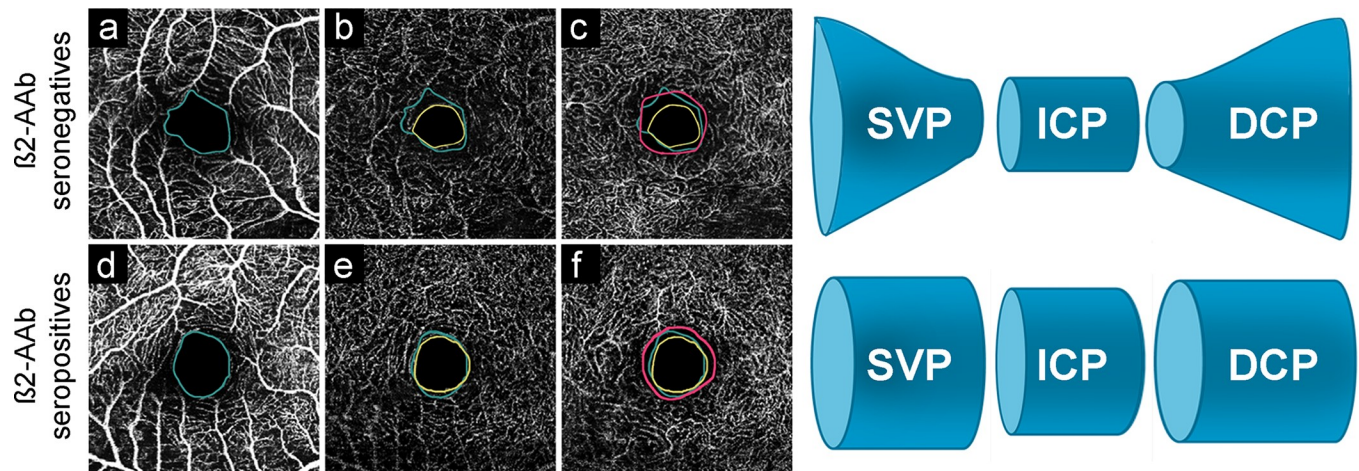 ß2-AAb
seronegatives
a
b
c
SVP
ICP
DCP
ß2-AAb
seropositives
d
e
f
SVP
ICP
DCP